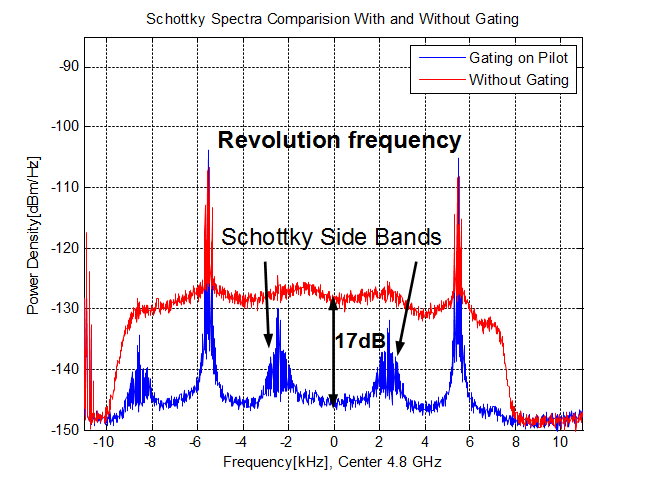 Schottky Spectra Comparision With and Without Gating
Gating on Pilot
Without Gating
Revolution frequency
Schottky Side Bands
17dB
Power Density[dBm/Hz]
-90
-100
-110
-120
-130
-140
-150
-10 -8 -6 -4 -2 0 2 4 6 8 10
Frequency[kHz], Center 4.8 GHz